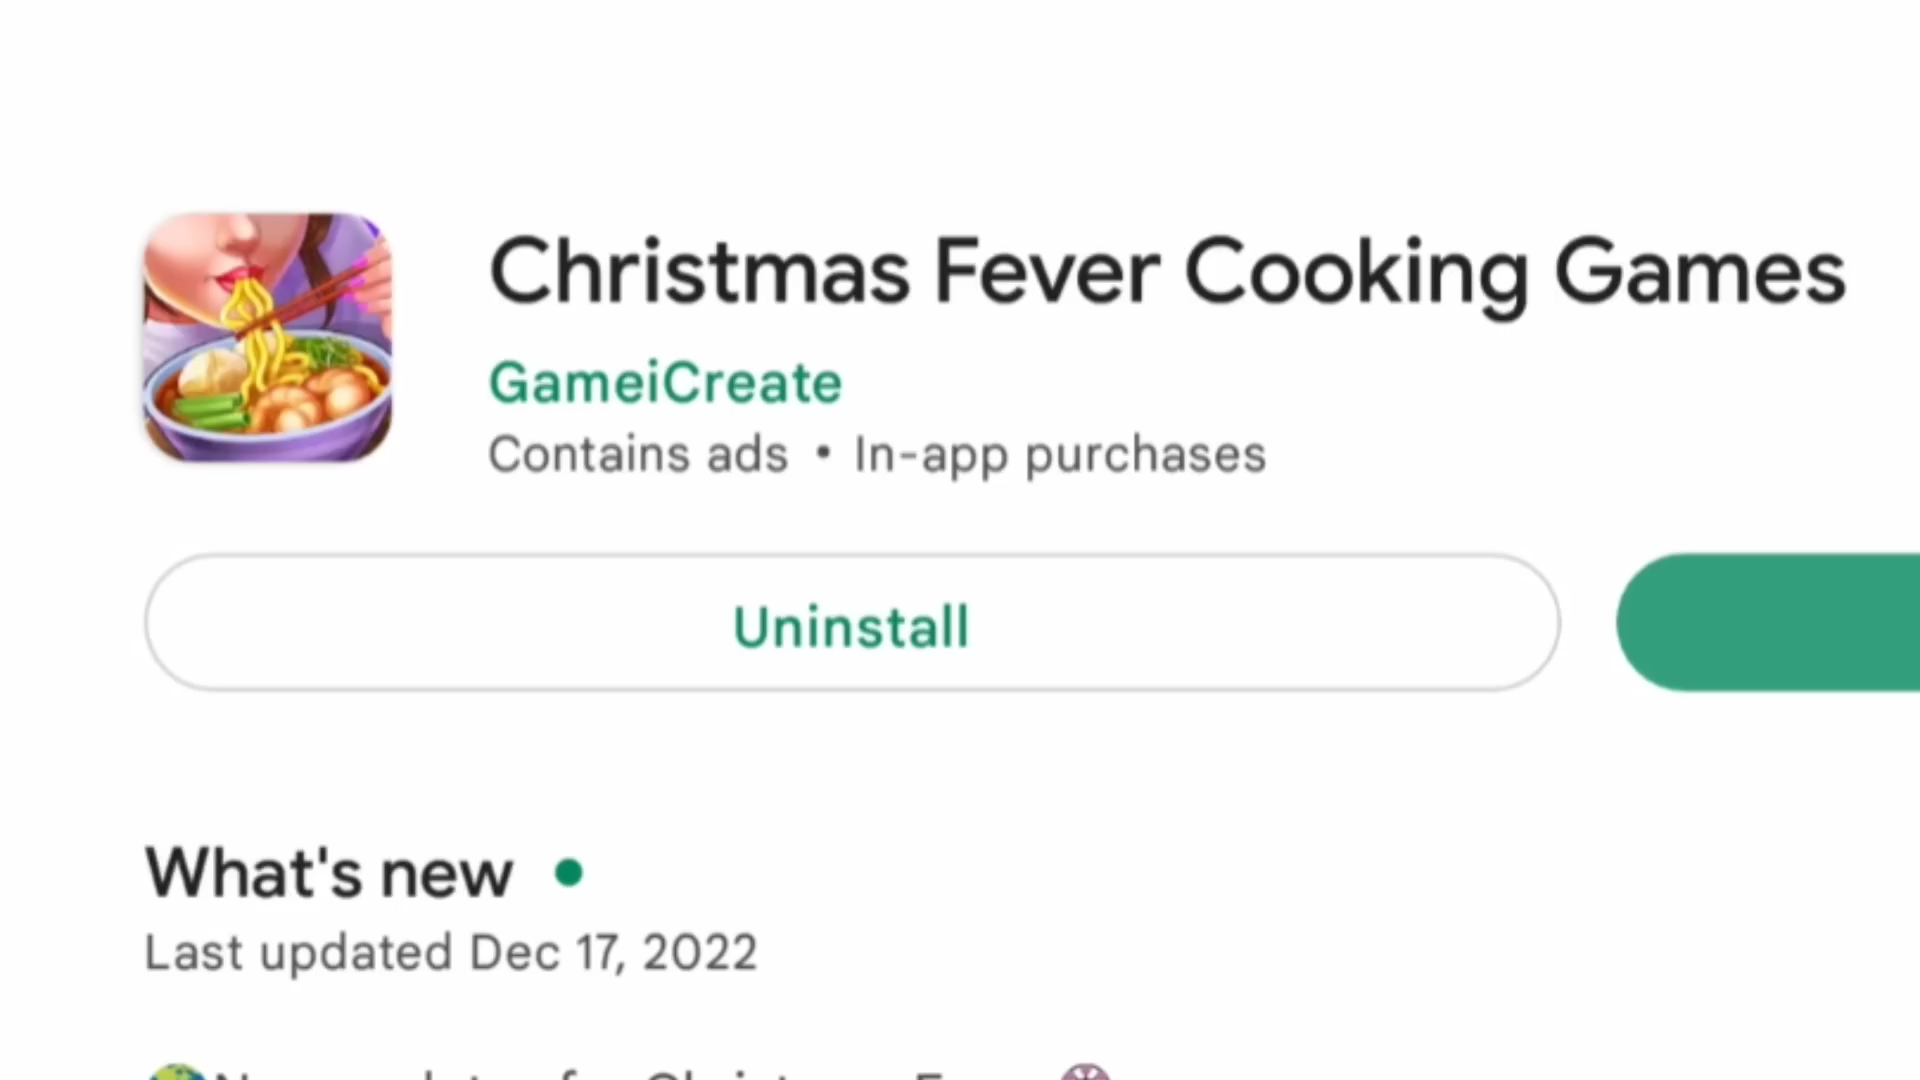 Christmas Fever Cooking Games
GameiCreate
Contains ads • In-app purchases
Uninstall
What's new
Last updated Dec 17, 2022